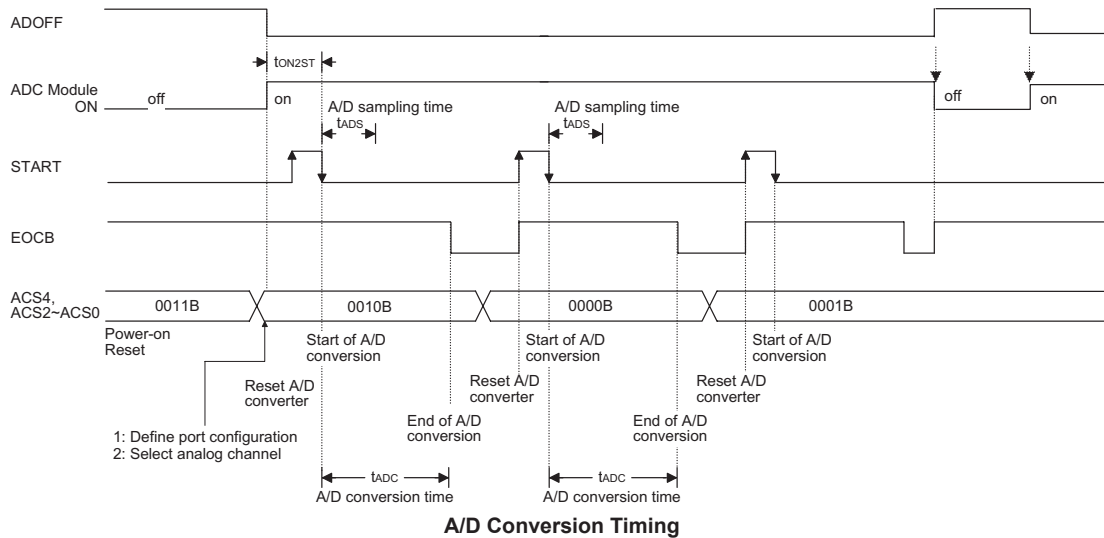 ADOFF
tON2ST
ADC Module
ON
off
on
off
on
A/D sampling time
tADS
A/D sampling time
tADS
START
EOCB
ACS4,
ACS2~ACS0
0011B
0010B
0000B
0001B
Power-on
Reset
Start of A/D
conversion
Start of A/D
conversion
Start of A/D
conversion
Reset A/D
converter
Reset A/D
converter
Reset A/D
converter
End of A/D
conversion
End of A/D
conversion
1: Define port configuration
2: Select analog channel
tADC
A/D conversion time
tADC
A/D conversion time
A/D Conversion Timing